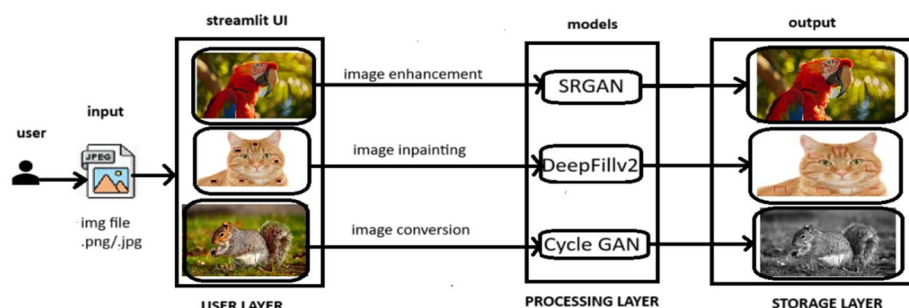 streamlit UI
models
output
user
input
JPEG
img file
.png/.jpg
image enhancement
SRGAN
image inpainting
DeepFillv2
image conversion
Cycle GAN
USER LAYER
PROCESSING LAYER
STORAGE LAYER